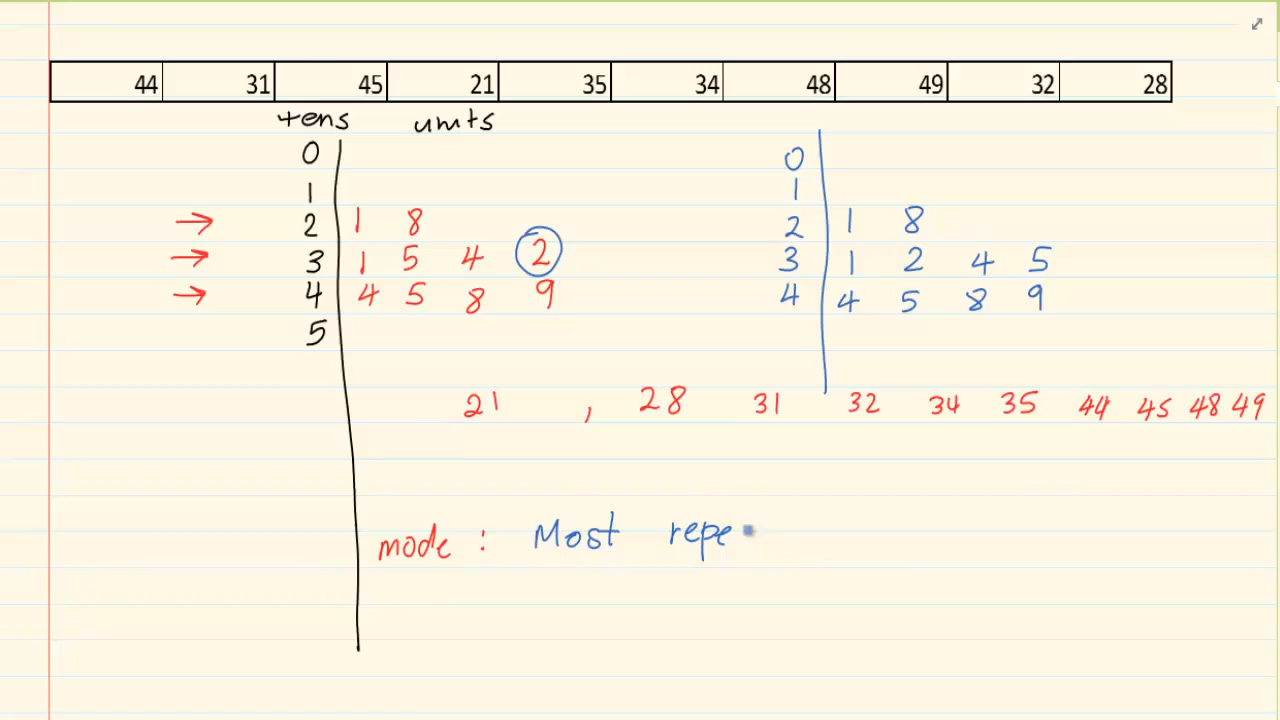 44 31 45 21 35 34 48 49 32 28
tens units
0 0
1 1
→ 2 1 8 2 1 8
→ 3 1 5 4 2 3 1 2 4 5
→ 4 4 5 8 9 4 4 5 8 9
5
21 , 28 31 32 34 35 44 45 48 49
mode : Most repe